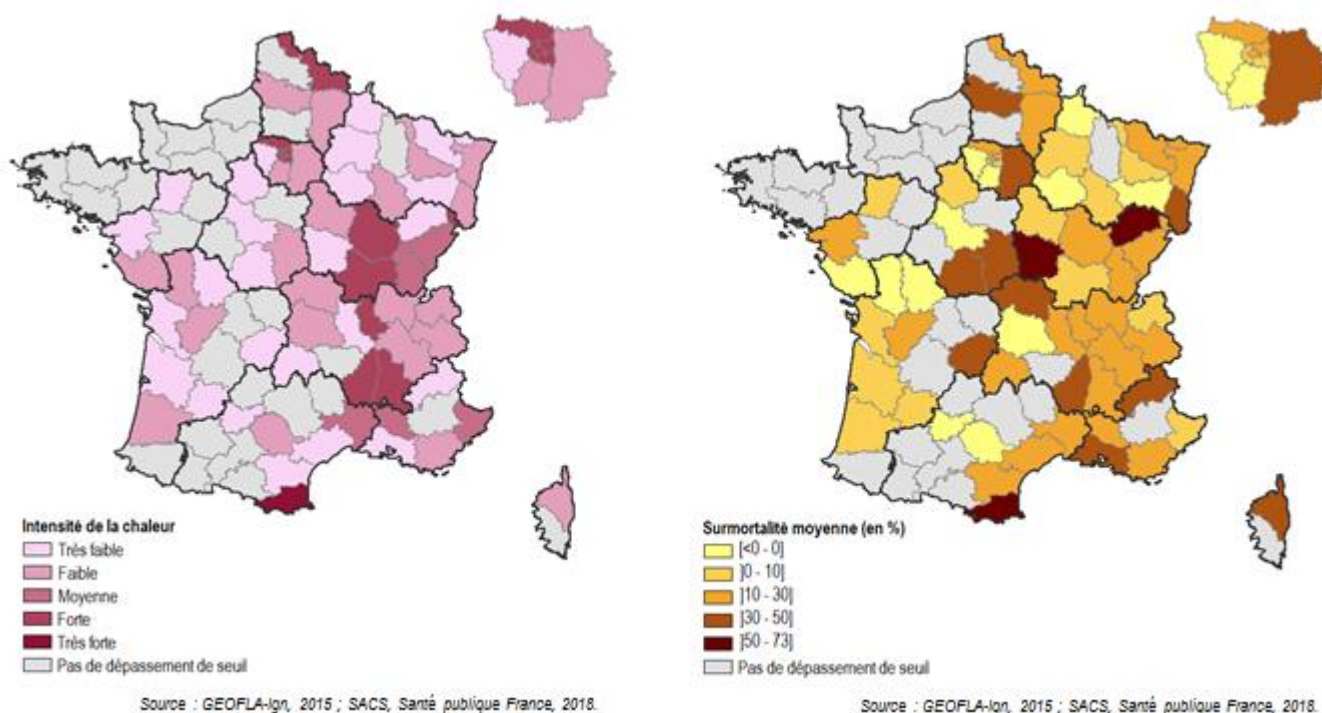 Intensité de la chaleur
Très faible
Faible
Moyenne
Forte
Très forte
Pas de dépassement de seuil
Source : GEOFLA-Ign, 2015 ; SACS, Santé publique France, 2018.
Surmortalité moyenne (en %)
[<0 - 0]
]0 - 10]
]10 - 30]
]30 - 50]
]50 - 73]
Pas de dépassement de seuil
Source : GEOFLA-Ign, 2015 ; SACS, Santé publique France, 2018.